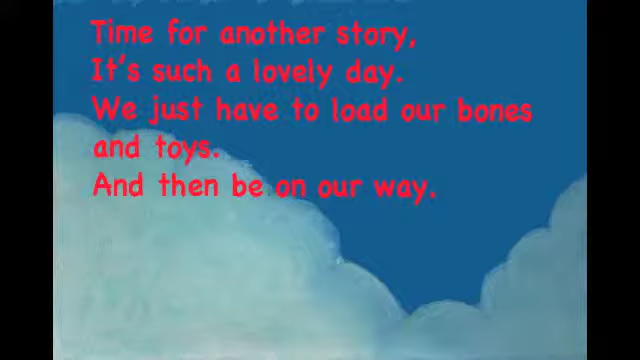 Time for another story,
It's such a lovely day.
We just have to load our bones
and toys.
And then be on our way.